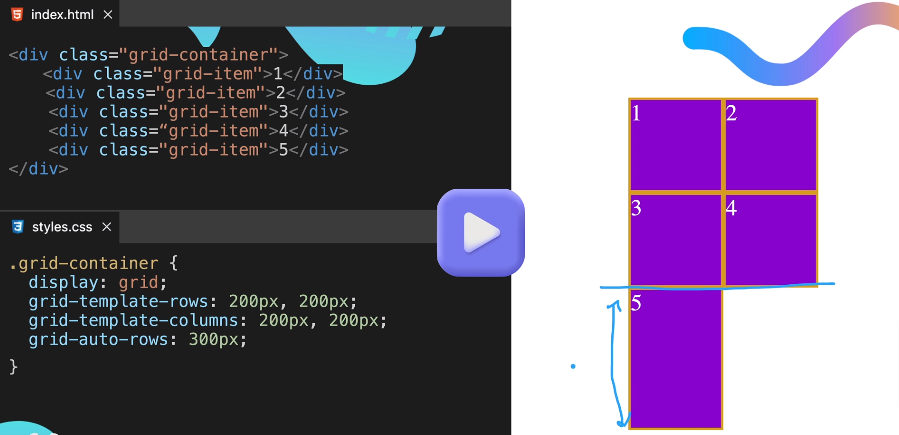 index.html ×
<div class="grid-container">
<div class="grid-item">1</div>
<div class="grid-item">2</div>
<div class="grid-item">3</div>
<div class="grid-item“>4</div>
<div class="grid-item">5</div>
</div>
styles.css ×
.grid-container {
display: grid;
grid-template-rows: 200px, 200px;
grid-template-columns: 200px, 200px;
grid-auto-rows: 300px;
}
1 2
3 4
5